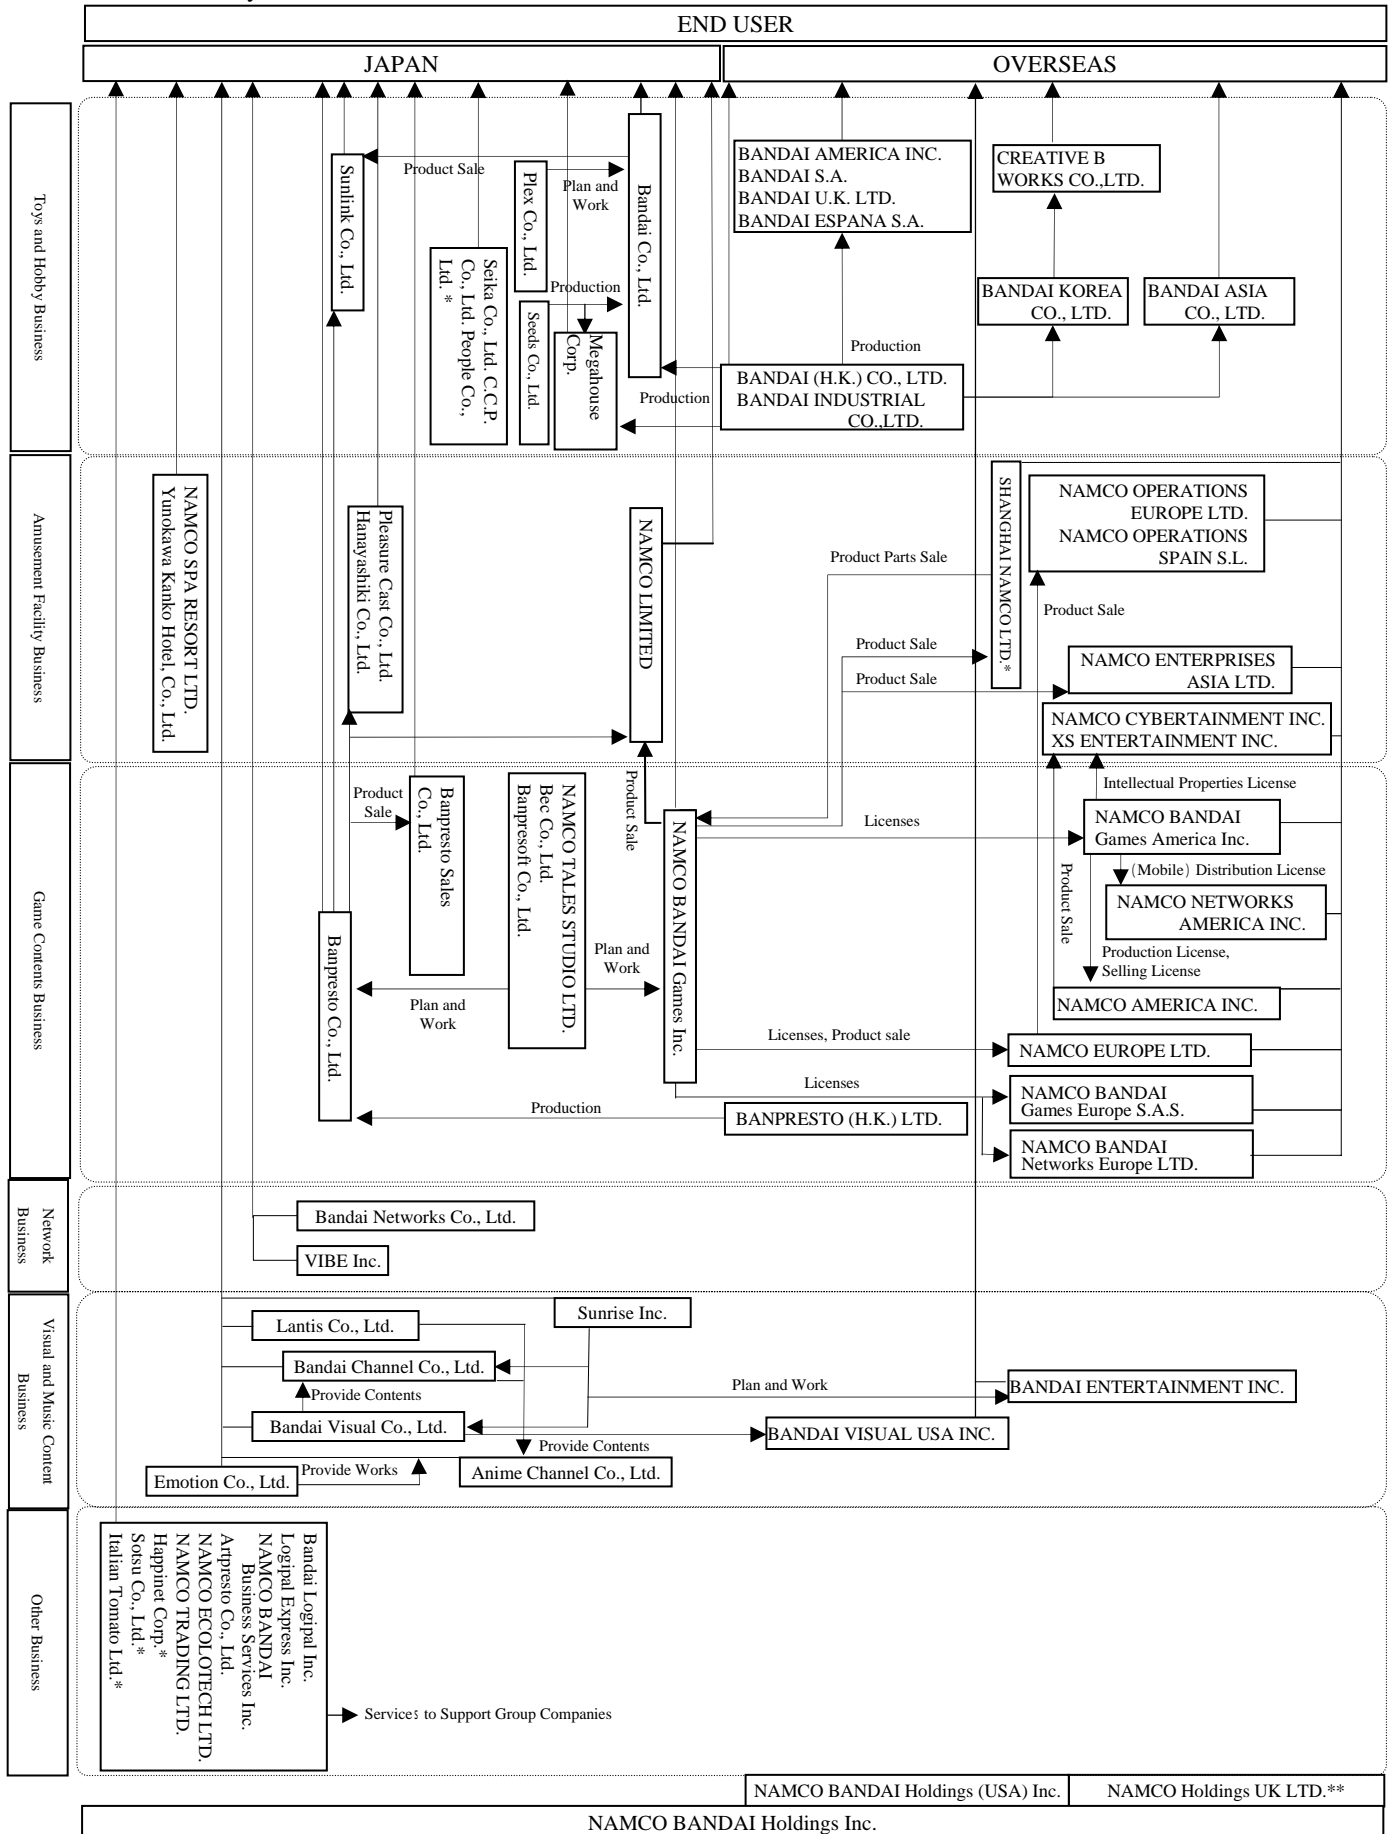 END USER
JAPAN
OVERSEAS
Toys and Hobby Business
Sunlink Co., Ltd.
Product Sale
Seika Co., Ltd. C.C.P.
Co., Ltd. People Co.,
Ltd. *
Plex Co., Ltd.
Plan and
Work
Production
Seeds Co., Ltd.
Megahouse
Corp.
Bandai Co., Ltd.
Production
BANDAI AMERICA INC.
BANDAI S.A.
BANDAI U.K. LTD.
BANDAI ESPANA S.A.
CREATIVE B
WORKS CO.,LTD.
BANDAI KOREA
CO., LTD.
BANDAI ASIA
CO., LTD.
Production
BANDAI (H.K.) CO., LTD.
BANDAI INDUSTRIAL
CO.,LTD.
Amusement Facility Business
NAMCO SPA RESORT LTD.
Yunokawa Kanko Hotel, Co., Ltd.
Pleasure Cast Co., Ltd.
Hanayashiki Co., Ltd.
NAMCO LIMITED
Product Parts Sale
SHANGHAI NAMCO LTD.*
NAMCO OPERATIONS
EUROPE LTD.
NAMCO OPERATIONS
SPAIN S.L.
Product Sale
Product Sale
Product Sale
NAMCO ENTERPRISES
ASIA LTD.
NAMCO CYBERTAINMENT INC.
XS ENTERTAINMENT INC.
Game Contents Business
Product
Sale
Banpresto Sales
Co., Ltd.
NAMCO TALES STUDIO LTD.
Bec Co., Ltd.
Banpresoft Co., Ltd.
Product Sale
NAMCO BANDAI Games Inc.
Plan and
Work
Plan and
Work
Banpresto Co., Ltd.
Intellectual Properties License
Licenses
NAMCO BANDAI
Games America Inc.
(Mobile) Distribution License
NAMCO NETWORKS
AMERICA INC.
Product Sale
Production License,
Selling License
NAMCO AMERICA INC.
Licenses, Product sale
NAMCO EUROPE LTD.
Licenses
NAMCO BANDAI
Games Europe S.A.S.
Production
BANPRESTO (H.K.) LTD.
NAMCO BANDAI
Networks Europe LTD.
Network
Business
Bandai Networks Co., Ltd.
VIBE Inc.
Visual and Music Content
Business
Sunrise Inc.
Lantis Co., Ltd.
Bandai Channel Co., Ltd.
Provide Contents
Plan and Work
BANDAI ENTERTAINMENT INC.
Bandai Visual Co., Ltd.
BANDAI VISUAL USA INC.
Provide Contents
Provide Works
Emotion Co., Ltd.
Anime Channel Co., Ltd.
Other Business
Bandai Logipal Inc.
Logipal Express Inc.
NAMCO BANDAI
Business Services Inc.
Artpresto Co., Ltd.
NAMCO ECOLOTECH LTD.
NAMCO TRADING LTD.
Happinet Corp.*
Sotsu Co., Ltd.*
Italian Tomato Ltd.*
Services to Support Group Companies
NAMCO BANDAI Holdings (USA) Inc.
NAMCO Holdings UK LTD.**
NAMCO BANDAI Holdings Inc.